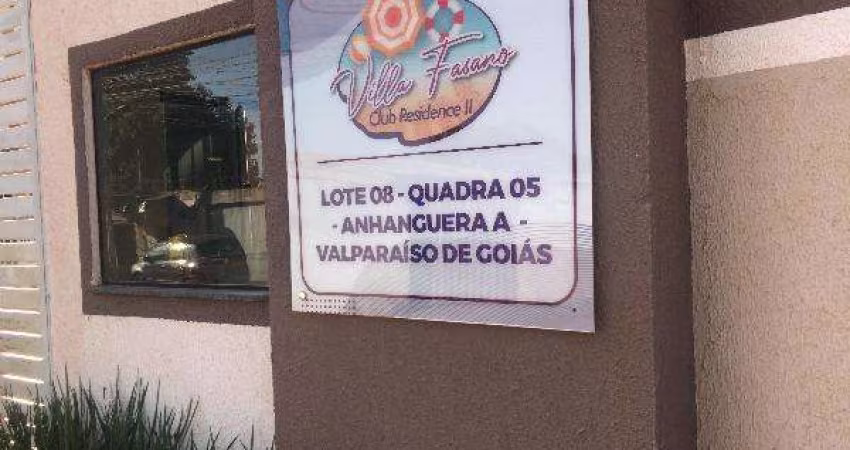 Villa Fasano
Club Residence II
LOTE 08 - QUADRA 05
- ANHANGUERA A -
VALPARAÍSO DE GOIÁS